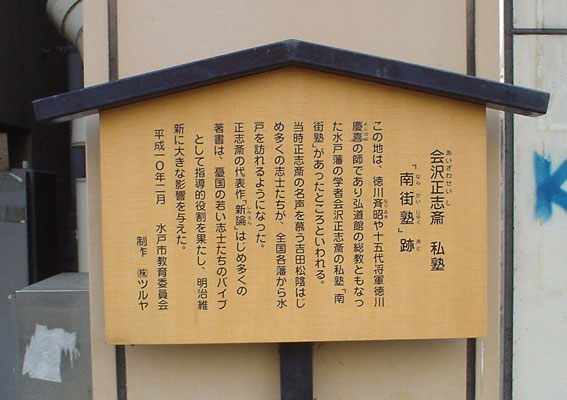 会沢正志斎　私塾
「南街塾」跡
この地は、徳川斉昭や十五代将軍徳川
慶喜の師であり弘道館の総教ともなっ
た水戸藩の学者会沢正志斎の私塾「南
街塾」があったところといわれる。
当時正志斎の名声を慕う吉田松陰はじ
め多くの志士たちが、全国各藩から水
戸を訪れるようになった。
正志斎の代表作「新論」はじめ多くの
著書は、憂国の若い志士たちのバイブ
として指導的役割を果たし、明治維
新に大きな影響を与えた。
平成一〇年二月　水戸市教育委員会
制作　㈱ツルヤ